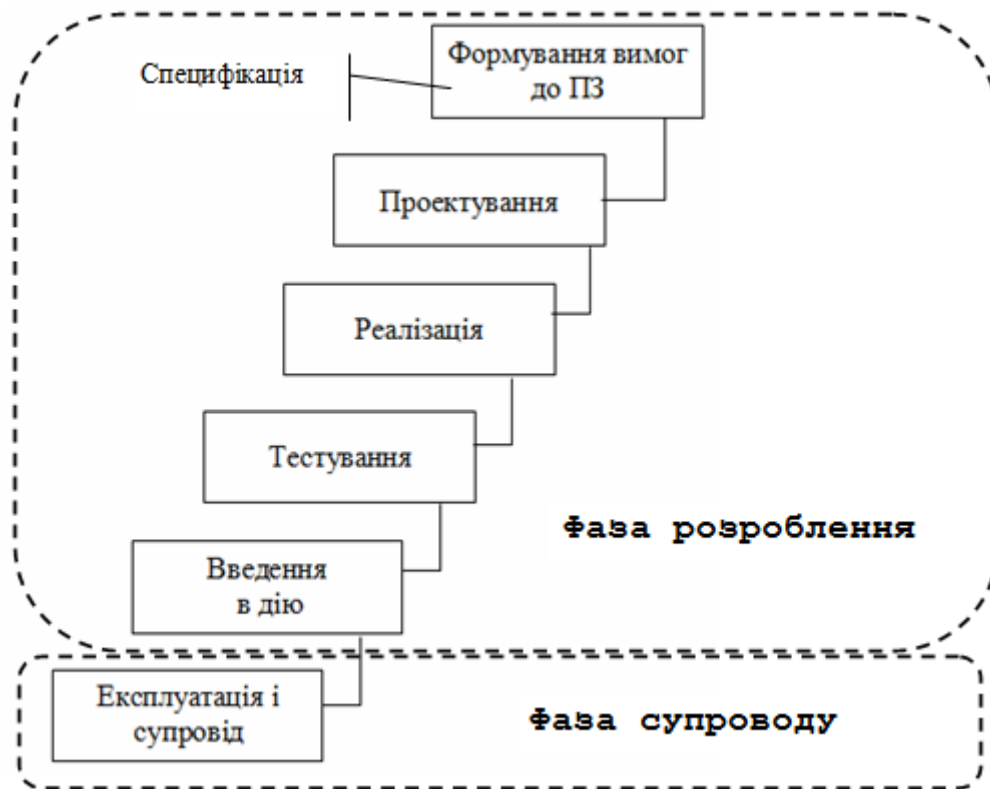 Формування вимог
до ПЗ
Специфікація
Проектування
Реалізація
Тестування
Фаза розроблення
Введення
в дію
Експлуатація і
супровід
Фаза супроводу